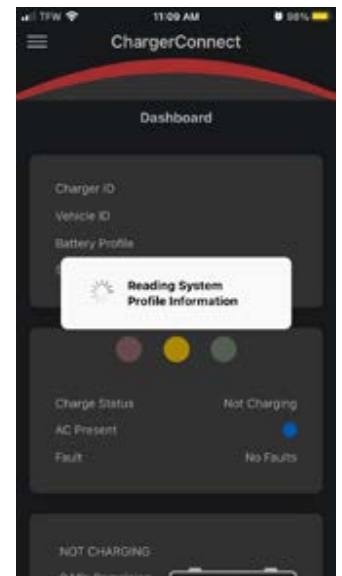 TFW 11:09 AM 98%
ChargerConnect
Dashboard
Charger ID
Vehicle ID
Battery Profile
Reading System
Profile Information
Charge Status Not Charging
AC Present
Fault No Faults
NOT CHARGING